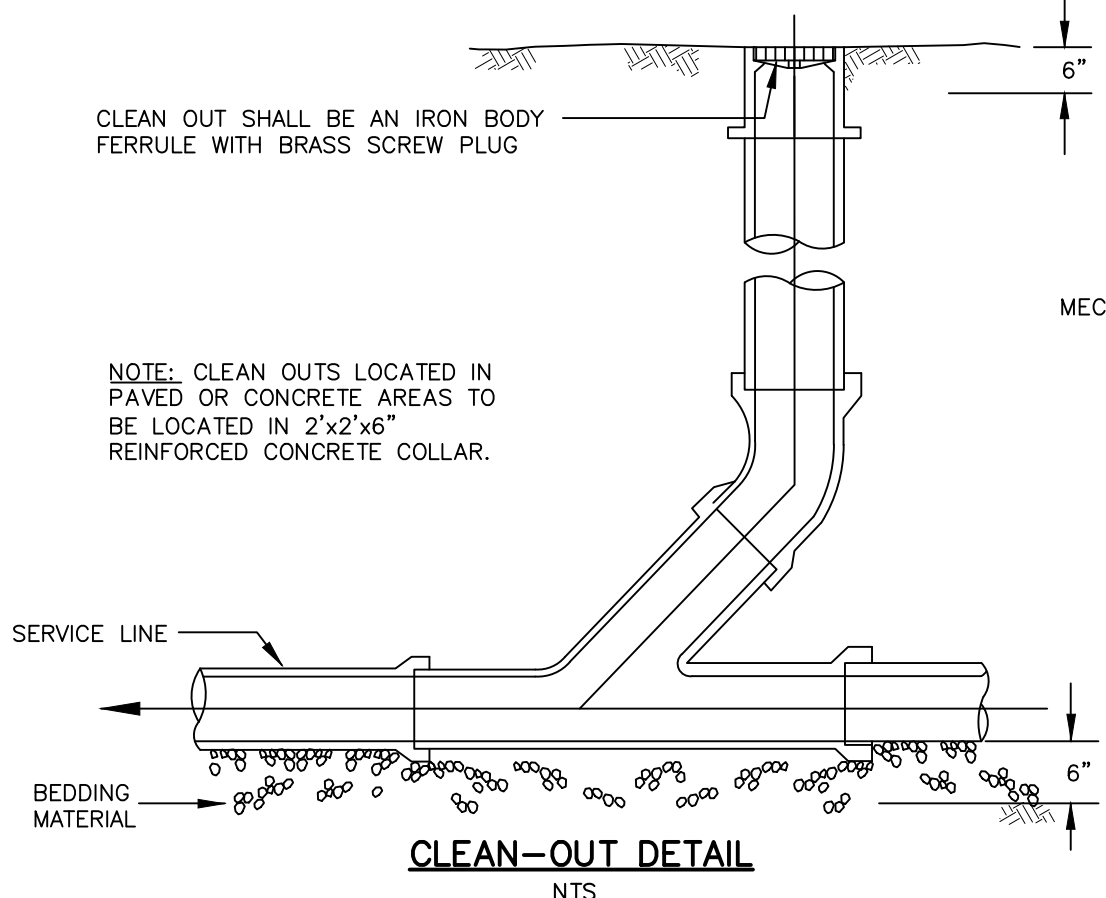 6”
CLEAN OUT SHALL BE AN IRON BODY
FERRULE WITH BRASS SCREW PLUG
MEC
NOTE: CLEAN OUTS LOCATED IN
PAVED OR CONCRETE AREAS TO
BE LOCATED IN 2’x2’x6”
REINFORCED CONCRETE COLLAR.
SERVICE LINE
6”
BEDDING
MATERIAL
CLEAN–OUT DETAIL
NTS